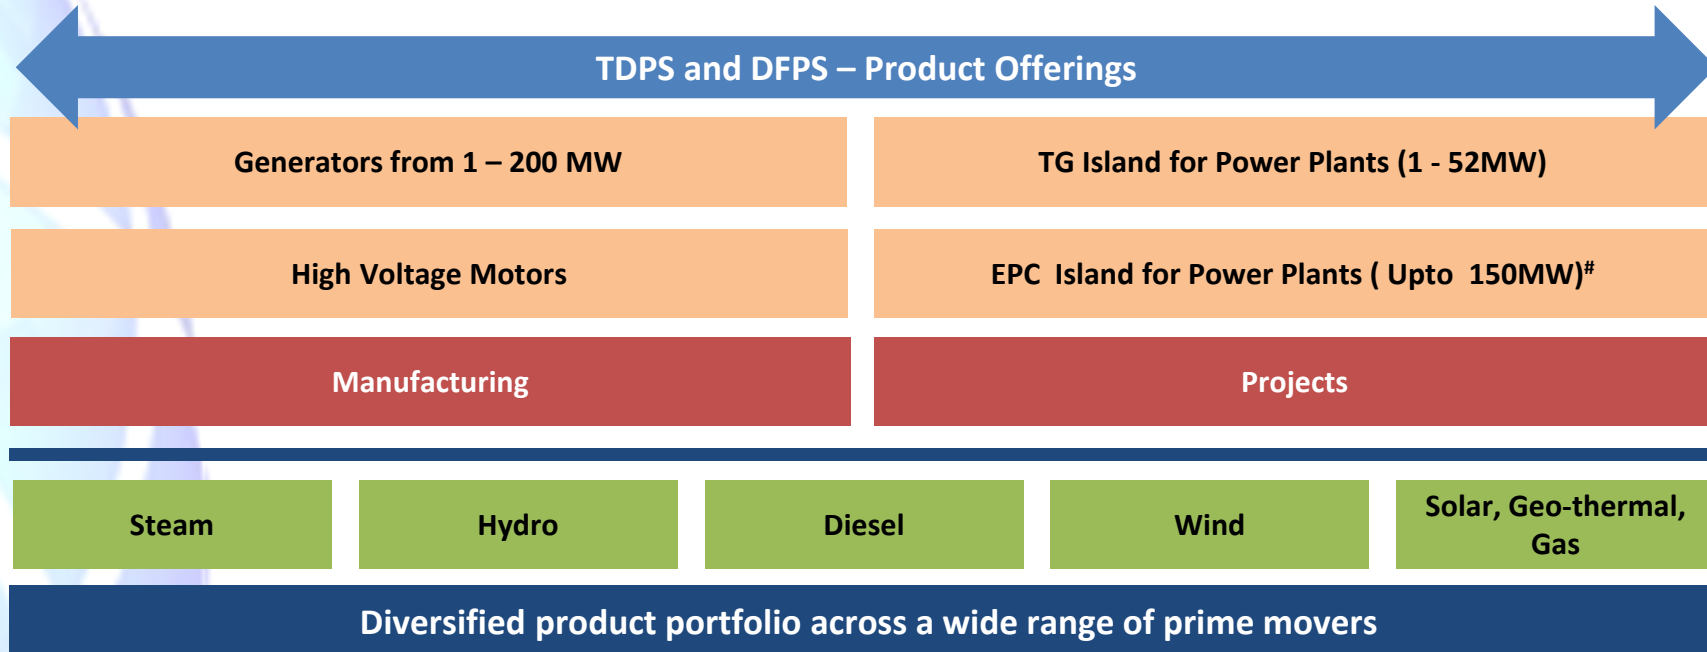 TDPS and DFPS – Product Offerings
Generators from 1 – 200 MW
TG Island for Power Plants (1 - 52MW)
High Voltage Motors
EPC  Island for Power Plants ( Upto  150MW)#
Manufacturing
Projects
Steam
Hydro
Diesel
Wind
Solar, Geo-thermal,
Gas
Diversified product portfolio across a wide range of prime movers